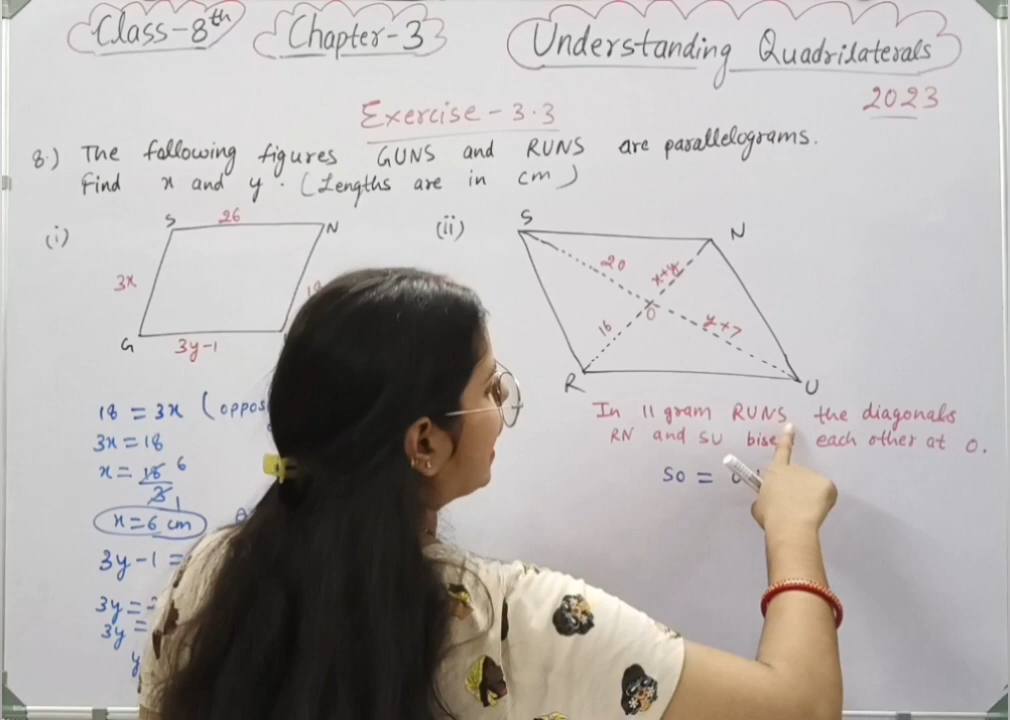 Class-8th Chapter-3 Understanding Quadrilaterals
2023
Exercise-3.3
8.) The following figures GUNS and RUNS are parallelograms.
Find x and y. (Lengths are in cm)
(i)
S 26 N
3x
G 3y-1
18 = 3x (oppos
3x = 18
x = 18 6
3 1
x = 6 cm
3y-1 =
3y =
3y =
y
(ii)
S N
20 x+y
O
16 y+7
R U
In || gram RUNS the diagonals
RN and SU bise each other at O.
SO =